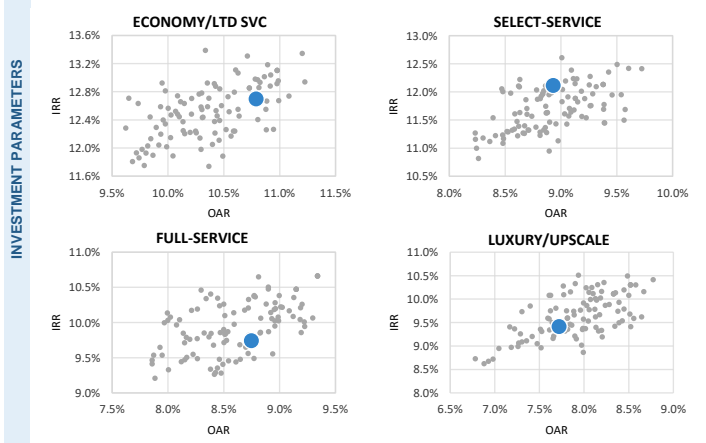 INVESTMENT PARAMETERS
ECONOMY/LTD SVC
13.6%
13.2%
12.8%
12.4%
12.0%
11.6%
IRR
9.5% 10.0% 10.5% 11.0% 11.5%
OAR
SELECT-SERVICE
13.0%
12.5%
12.0%
11.5%
11.0%
10.5%
IRR
8.0% 8.5% 9.0% 9.5% 10.0%
OAR
FULL-SERVICE
11.0%
10.5%
10.0%
9.5%
9.0%
IRR
7.5% 8.0% 8.5% 9.0% 9.5%
OAR
LUXURY/UPSCALE
11.0%
10.5%
10.0%
9.5%
9.0%
8.5%
8.0%
IRR
6.5% 7.0% 7.5% 8.0% 8.5% 9.0%
OAR